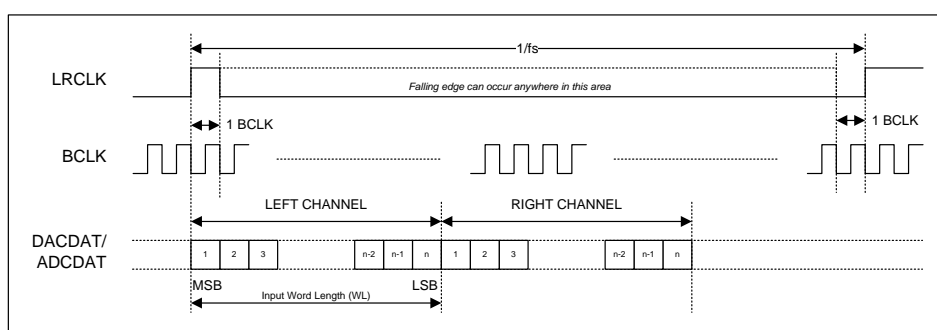 1/fs
LRCLK
Falling edge can occur anywhere in this area
1 BCLK
1 BCLK
BCLK
LEFT CHANNEL
RIGHT CHANNEL
DACDAT/
ADCDAT
1 2 3 n-2 n-1 n 1 2 3 n-2 n-1 n
MSB
LSB
Input Word Length (WL)